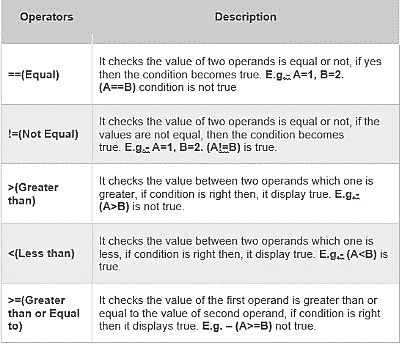 Operators Description
==(Equal)
It checks the value of two operands is equal or not, if yes
then the condition becomes true. E.g.- A=1, B=2.
(A==B) condition is not true
!=(Not Equal)
It checks the value of two operands is equal or not, if the
values are not equal, then the condition becomes
true. E.g.- A=1, B=2. (A!=B) is true.
>(Greater
than)
It checks the value between two operands which one is
greater, if condition is right then, it display true. E.g.-
(A>B) is not true.
<(Less than)
It checks the value between two operands which one is
less, if condition is right then, it display true. E.g.- (A<B) is
true.
>=(Greater
than or Equal
to)
It checks the value of the first operand is greater than or
equal to the value of second operand, if condition is right
then it displays true. E.g. – (A>=B) not true.